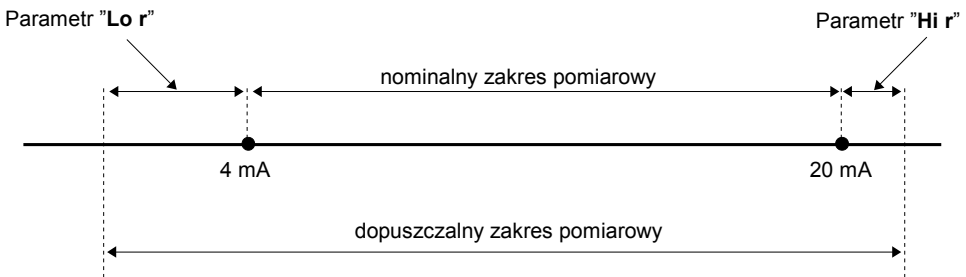 Parametr ”Lo r”
Parametr ”Hi r”
nominalny zakres pomiarowy
4 mA
20 mA
dopuszczalny zakres pomiarowy